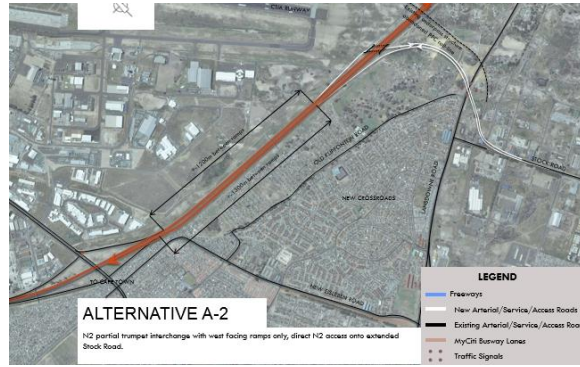 CTIA RUNWAY
OLD KLIPFONTEIN ROAD
STOCK ROAD
LANSDOWNE ROAD
NEW CROSSROADS
NEW EISLEBEN ROAD
TO CAPE TOWN
ALTERNATIVE A-2
N2 partial trumpet interchange with west facing ramps only, direct N2 access onto extended
Stock Road.
LEGEND
Freeways
New Arterial/Service/Access Roads
Existing Arterial/Service/Access Road
MyCiti Busway Lanes
Traffic Signals